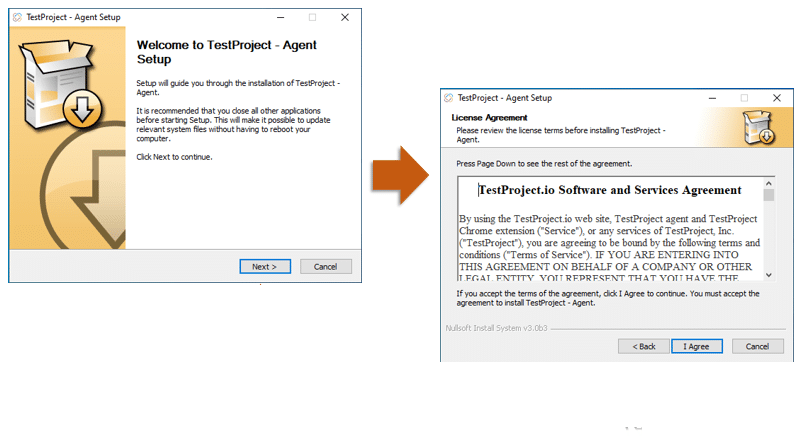 TestProject - Agent Setup
Welcome to TestProject - Agent
Setup
Setup will guide you through the installation of TestProject -
Agent.
It is recommended that you close all other applications
before starting Setup. This will make it possible to update
relevant system files without having to reboot your
computer.
Click Next to continue.
Next >
Cancel
TestProject - Agent Setup
License Agreement
Please review the license terms before installing TestProject -
Agent.
Press Page Down to see the rest of the agreement.
TestProject.io Software and Services Agreement
By using the TestProject.io web site, TestProject agent and TestProject
Chrome extension ("Service"), or any services of TestProject, Inc.
("TestProject"), you are agreeing to be bound by the following terms and
conditions ("Terms of Service"). IF YOU ARE ENTERING INTO
THIS AGREEMENT ON BEHALF OF A COMPANY OR OTHER
LEGAL ENTITY, YOU REPRESENT THAT YOU HAVE THE
If you accept the terms of the agreement, click I Agree to continue. You must accept the
agreement to install TestProject - Agent.
Nullsoft Install System v3.0b3
< Back
I Agree
Cancel